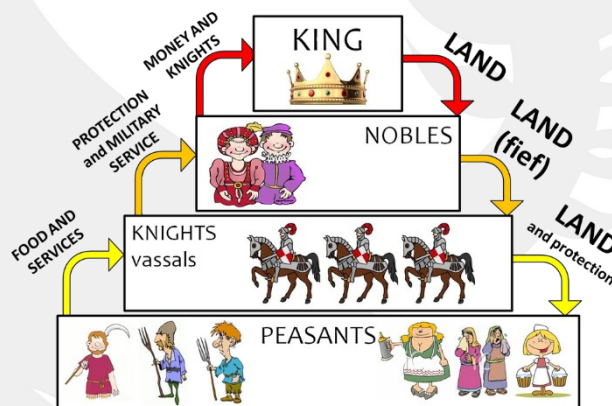 MONEY AND
KNIGHTS
KING
LAND
PROTECTION
and MILITARY
SERVICE
NOBLES
LAND
(fief)
FOOD AND
SERVICES
KNIGHTS
vassals
LAND
and protection
PEASANTS